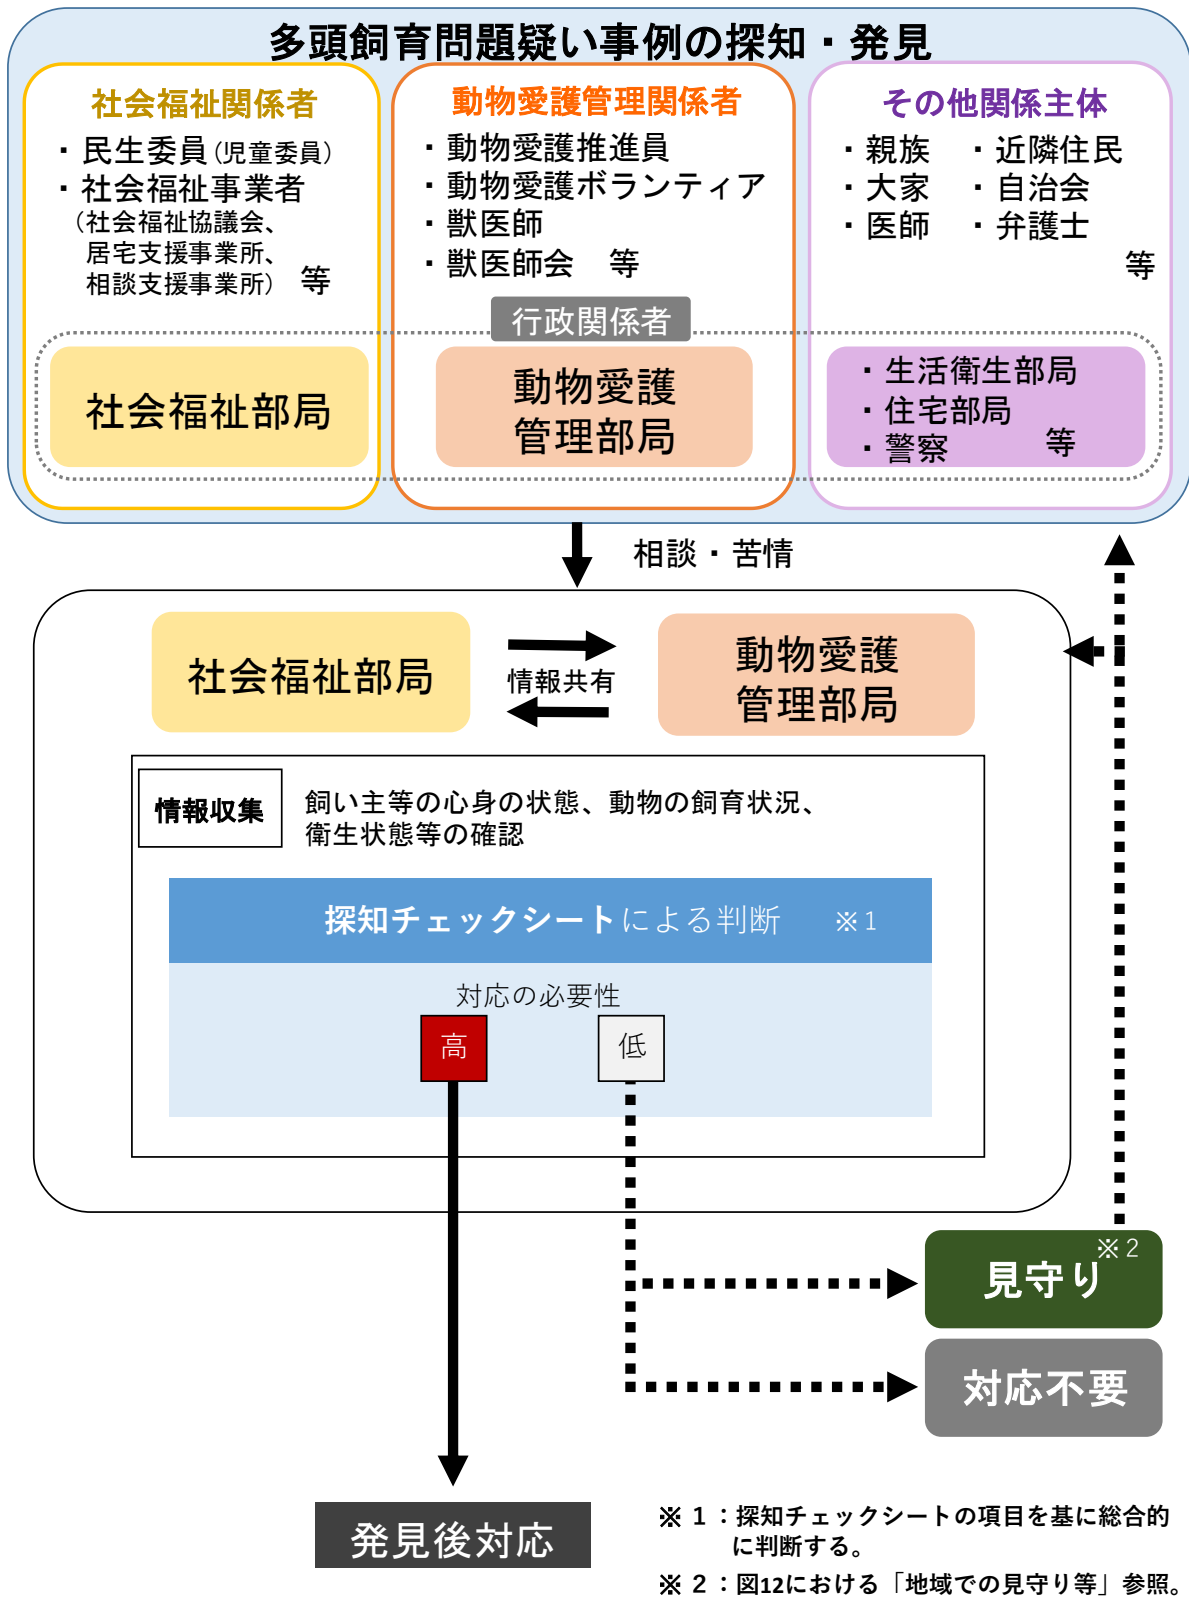 多頭飼育問題疑い事例の探知・発見
社会福祉関係者
・民生委員（児童委員）
・社会福祉事業者
（社会福祉協議会、
居宅支援事業所、
相談支援事業所） 等
動物愛護管理関係者
・動物愛護推進員
・動物愛護ボランティア
・獣医師
・獣医師会 等
その他関係主体
・親族 ・近隣住民
・大家 ・自治会
・医師 ・弁護士
等
行政関係者
社会福祉部局
動物愛護
管理部局
・生活衛生部局
・住宅部局
・警察 等
相談・苦情
社会福祉部局
情報共有
動物愛護
管理部局
情報収集
飼い主等の心身の状態、動物の飼育状況、
衛生状態等の確認
探知チェックシートによる判断 ※１
対応の必要性
高
低
※２
見守り
対応不要
発見後対応
※１：探知チェックシートの項目を基に総合的
に判断する。
※２：図12における「地域での見守り等」参照。